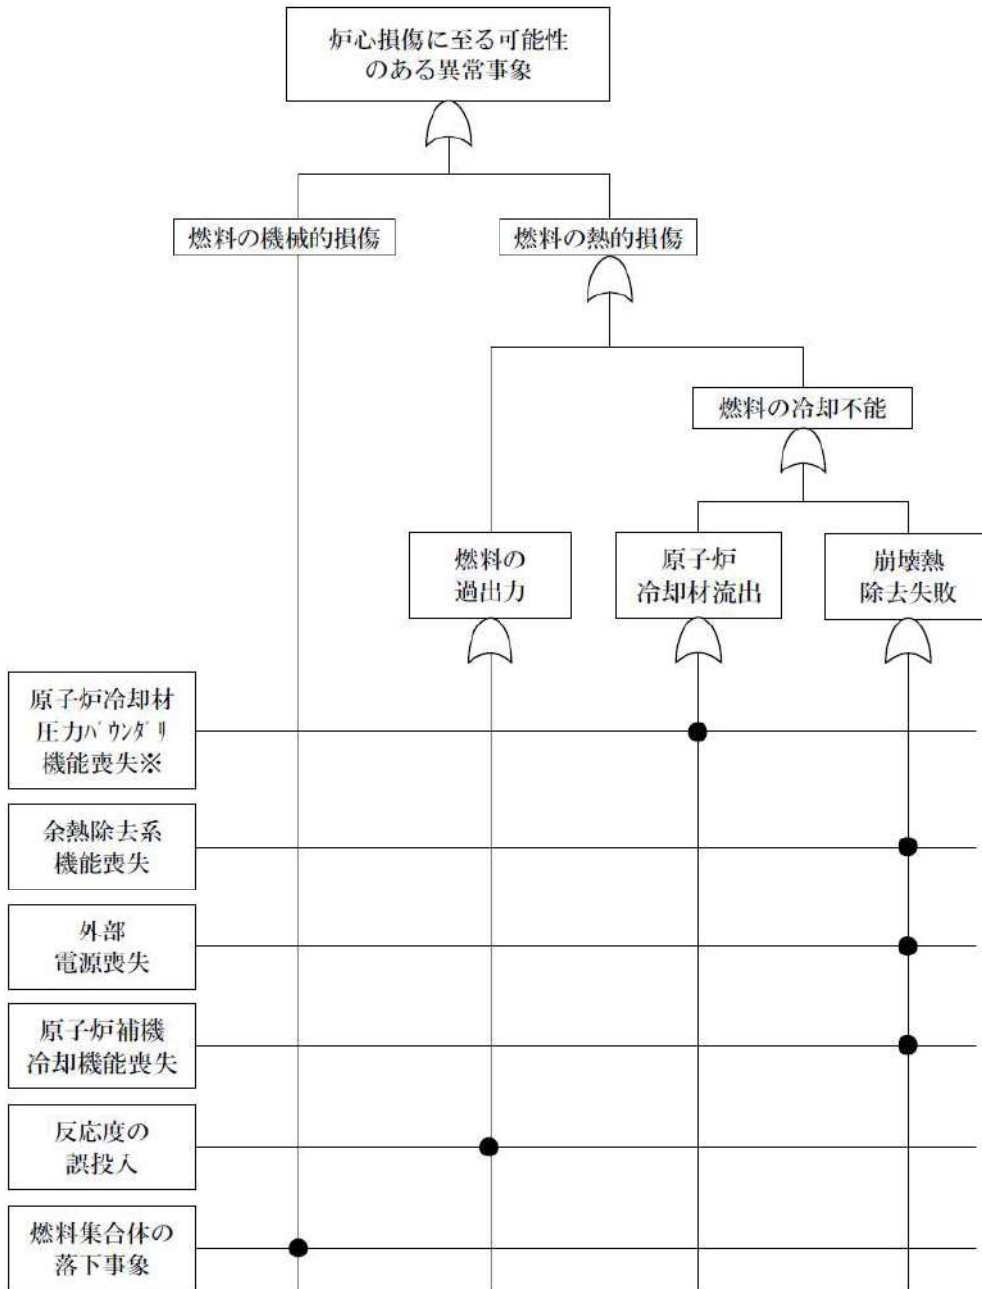 炉心損傷に至る可能性
のある異常事象
燃料の機械的損傷
燃料の熱的損傷
燃料の冷却不能
燃料の
過出力
原子炉
冷却材流出
崩壊熱
除去失敗
原子炉冷却材
圧力ﾊﾞｳﾝﾀﾞﾘ
機能喪失※
余熱除去系
機能喪失
外部
電源喪失
原子炉補機
冷却機能喪失
反応度の
誤投入
燃料集合体の
落下事象